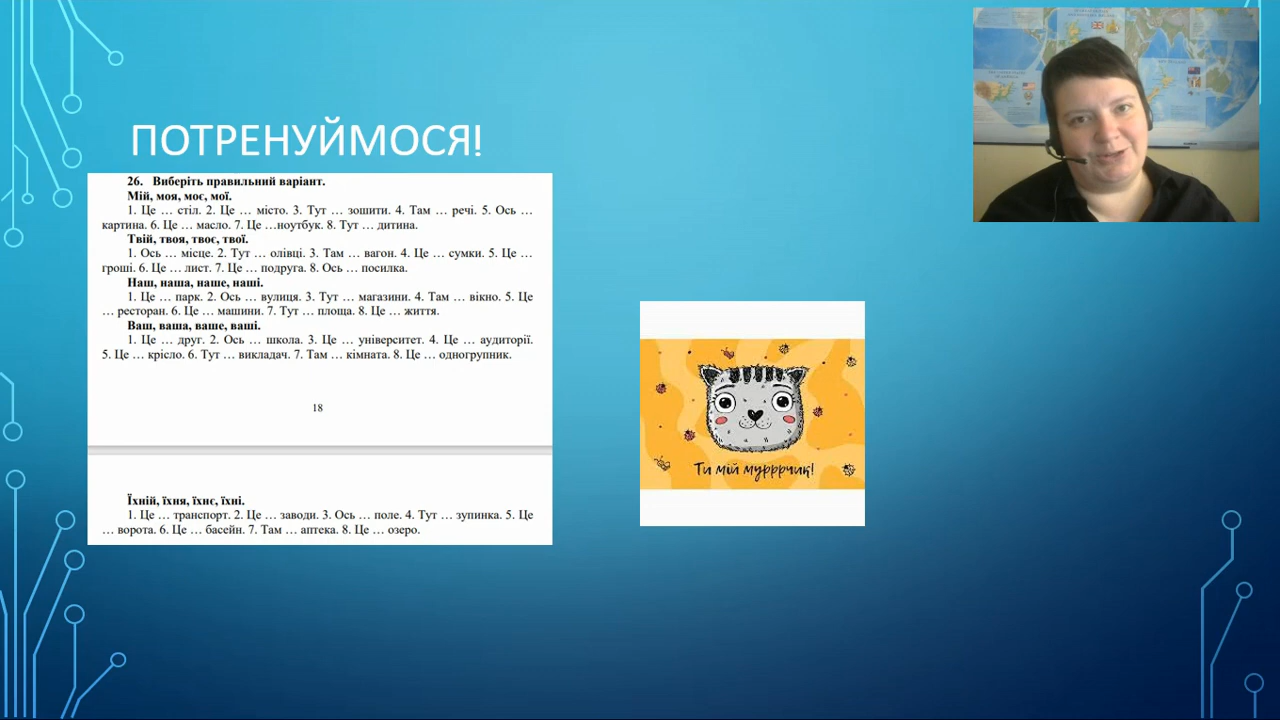 ПОТРЕНУЙМОСЯ!
26. Виберіть правильний варіант.
Мій, моя, моє, мої.
1. Це … стіл. 2. Це … місто. 3. Тут … зошити. 4. Там … речі. 5. Ось …
картина. 6. Це … масло. 7. Це …ноутбук. 8. Тут … дитина.
Твій, твоя, твоє, твої.
1. Ось … місце. 2. Тут … олівці. 3. Там … вагон. 4. Це … сумки. 5. Це …
гроші. 6. Це … лист. 7. Це … подруга. 8. Ось … посилка.
Наш, наша, наше, наші.
1. Це … парк. 2. Ось … вулиця. 3. Тут … магазини. 4. Там … вікно. 5. Це
… ресторан. 6. Це … машини. 7. Тут … площа. 8. Це … життя.
Ваш, ваша, ваше, ваші.
1. Це … друг. 2. Ось … школа. 3. Це … університет. 4. Це … аудиторії.
5. Це … крісло. 6. Тут … викладач. 7. Там … кімната. 8. Це … одногрупник.
18
Їхній, їхня, їхнє, їхні.
1. Це … транспорт. 2. Це … заводи. 3. Ось … поле. 4. Тут … зупинка. 5. Це
… ворота. 6. Це … басейн. 7. Там … аптека. 8. Це … озеро.
Ти мій мурррчик!